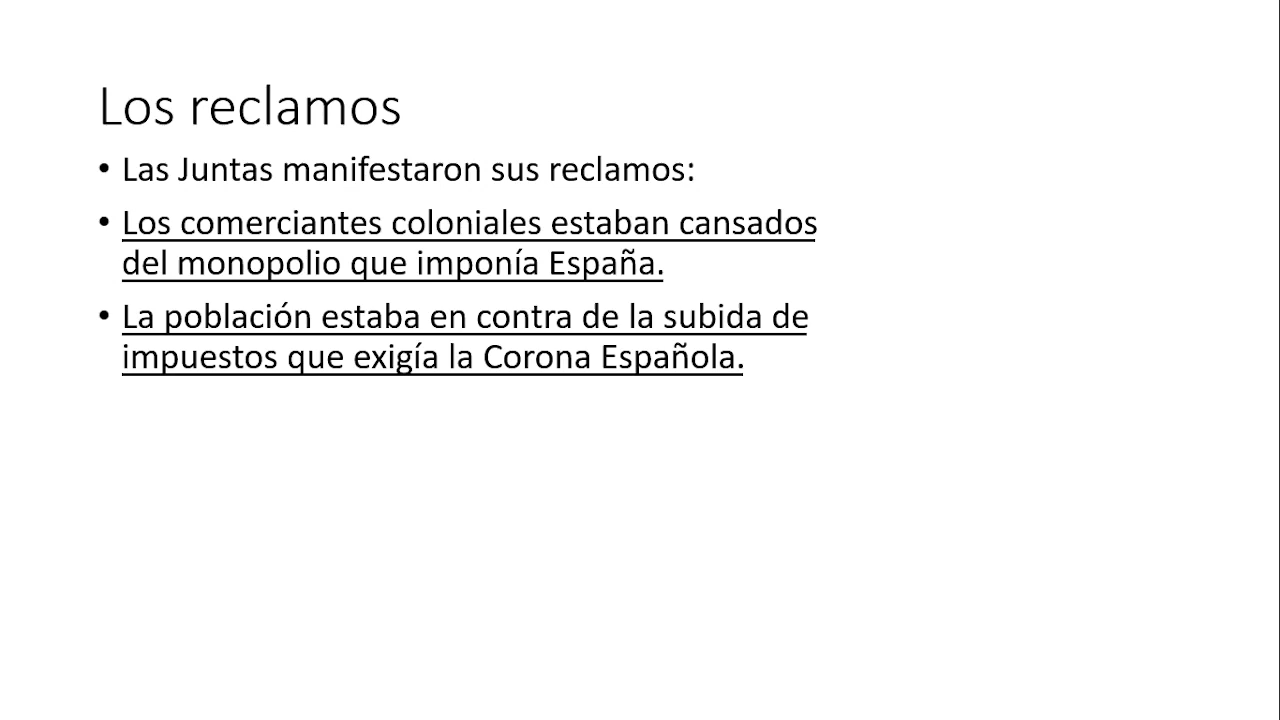 Los reclamos
• Las Juntas manifestaron sus reclamos:
• Los comerciantes coloniales estaban cansados
del monopolio que imponía España.
• La población estaba en contra de la subida de
impuestos que exigía la Corona Española.